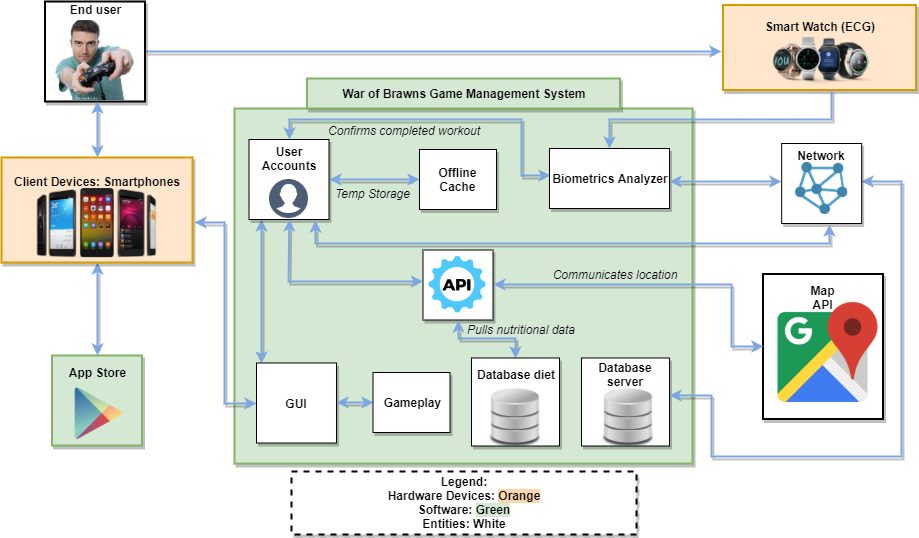 End user
Smart Watch (ECG)
War of Brawns Game Management System
Confirms completed workout
User
Accounts
Offline
Cache
Temp Storage
Biometrics Analyzer
Network
Client Devices: Smartphones
API
Communicates location
Map
API
G
Pulls nutritional data
App Store
GUI
Gameplay
Database diet
Database
server
Legend:
Hardware Devices: Orange
Software: Green
Entities: White